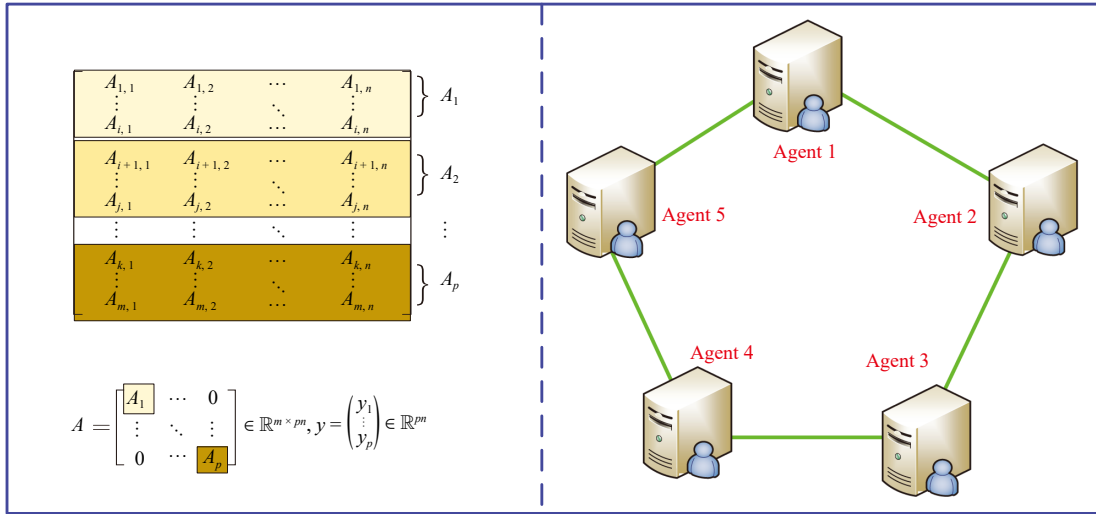 A₁,₁ A₁,₂ ⋯ A₁,ₙ
⋮ ⋮ ⋱ ⋮ } A₁
Aᵢ,₁ Aᵢ,₂ ⋯ Aᵢ,ₙ
Aᵢ₊₁,₁ Aᵢ₊₁,₂ ⋯ Aᵢ₊₁,ₙ
⋮ ⋮ ⋱ ⋮ } A₂
Aⱼ,₁ Aⱼ,₂ ⋯ Aⱼ,ₙ
⋮ ⋮ ⋱ ⋮ ⋮
Aₖ,₁ Aₖ,₂ ⋯ Aₖ,ₙ
⋮ ⋮ ⋱ ⋮ } Aₚ
Aₘ,₁ Aₘ,₂ ⋯ Aₘ,ₙ
A₁ ⋯ 0 y₁
A = ⋮ ⋱ ⋮ ∈ ℝᵐ ˣ ᵖⁿ, y = ⋮ ∈ ℝᵖⁿ
0 ⋯ Aₚ yₚ
Agent 1
Agent 5
Agent 2
Agent 4
Agent 3